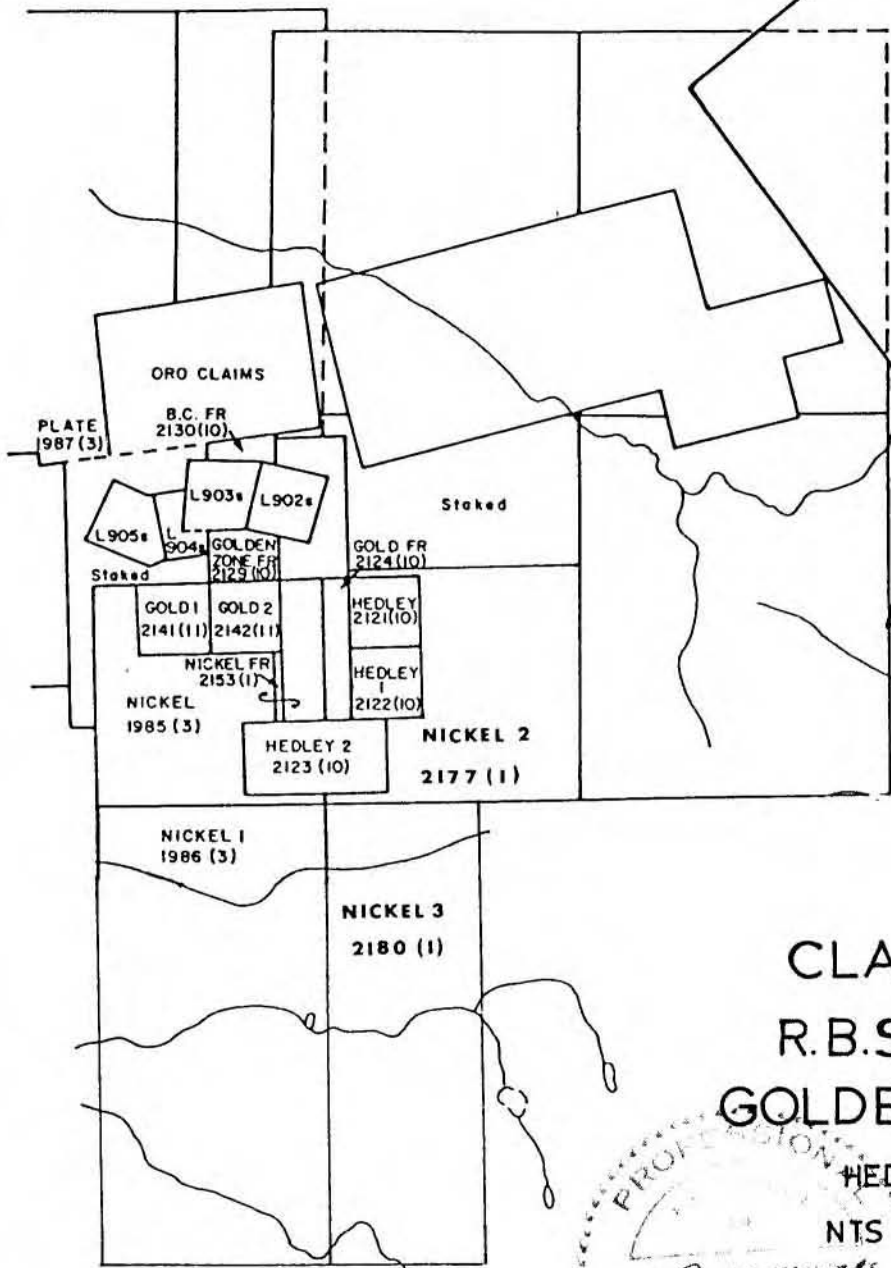 ORO CLAIMS
PLATE
1987 (3)
B.C. FR
2130(10)
L903s
L902s
L905s
L
904s
Staked
Staked
GOLDEN
ZONE FR
2129(10)
GOLD FR
2124(10)
GOLD 1
2141(11)
GOLD 2
2142(11)
HEDLEY
2121(10)
NICKEL FR
2153(1)
HEDLEY
1
2122(10)
NICKEL
1985 (3)
HEDLEY 2
2123 (10)
NICKEL 2
2177 (1)
NICKEL 1
1986 (3)
NICKEL 3
2180 (1)
CLA
R.B.S
GOLDE
HED
NTS